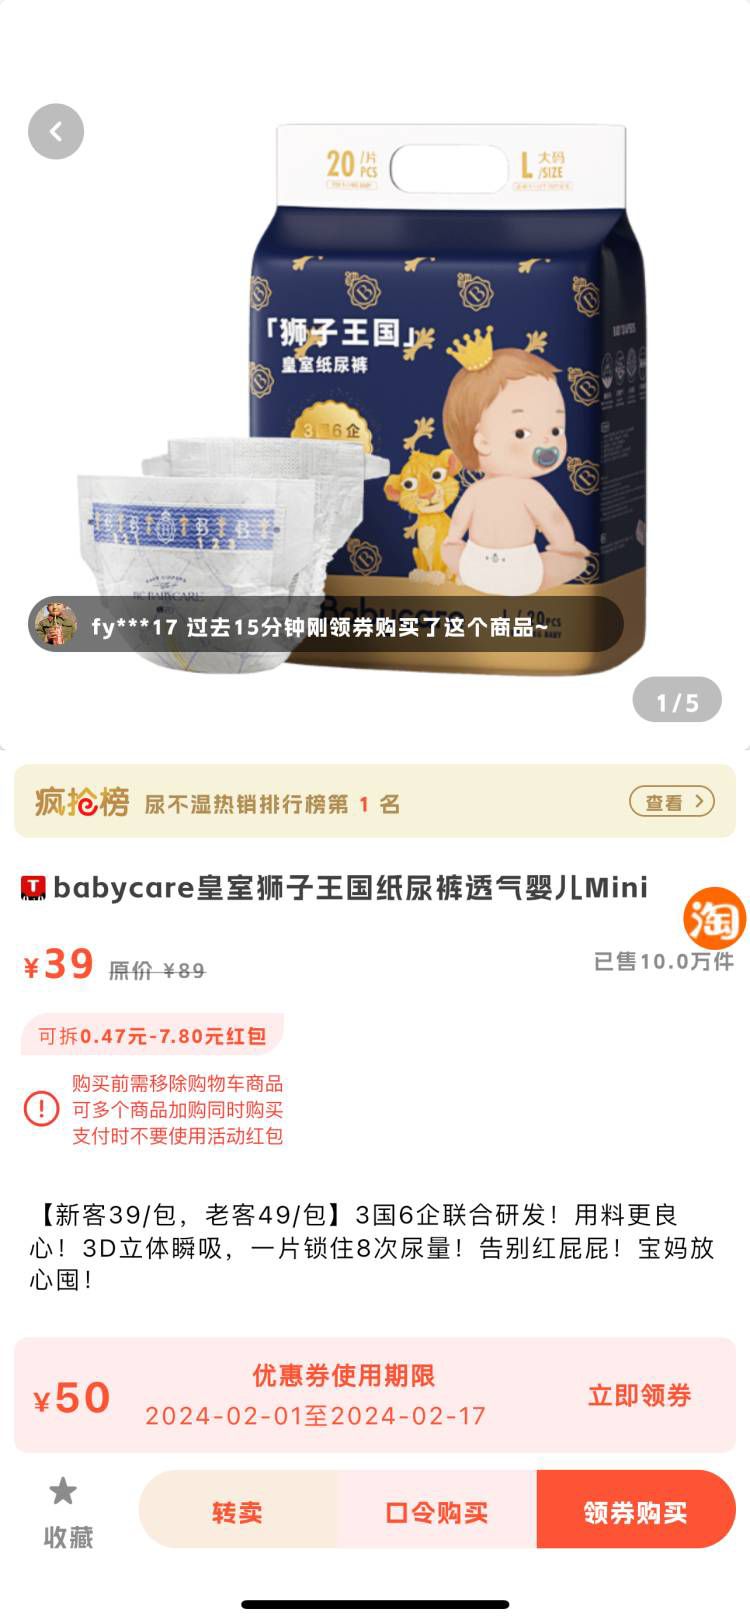 20/片
PCS
L 大码
/SIZE
「狮子王国」
皇室纸尿裤
3国6企
Babycare
L/20PCS
fy***17 过去15分钟刚领券购买了这个商品~
1/5
疯抢榜 尿不湿热销排行榜第 1 名
查看
babycare皇室狮子王国纸尿裤透气婴儿Mini
淘
¥39 原价 ¥89
已售10.0万件
可拆0.47元-7.80元红包
购买前需移除购物车商品
可多个商品加购同时购买
支付时不要使用活动红包
【新客39/包，老客49/包】3国6企联合研发！用料更良
心！3D立体瞬吸，一片锁住8次尿量！告别红屁屁！宝妈放
心囤！
¥50
优惠券使用期限
2024-02-01至2024-02-17
立即领券
收藏
转卖
口令购买
领券购买